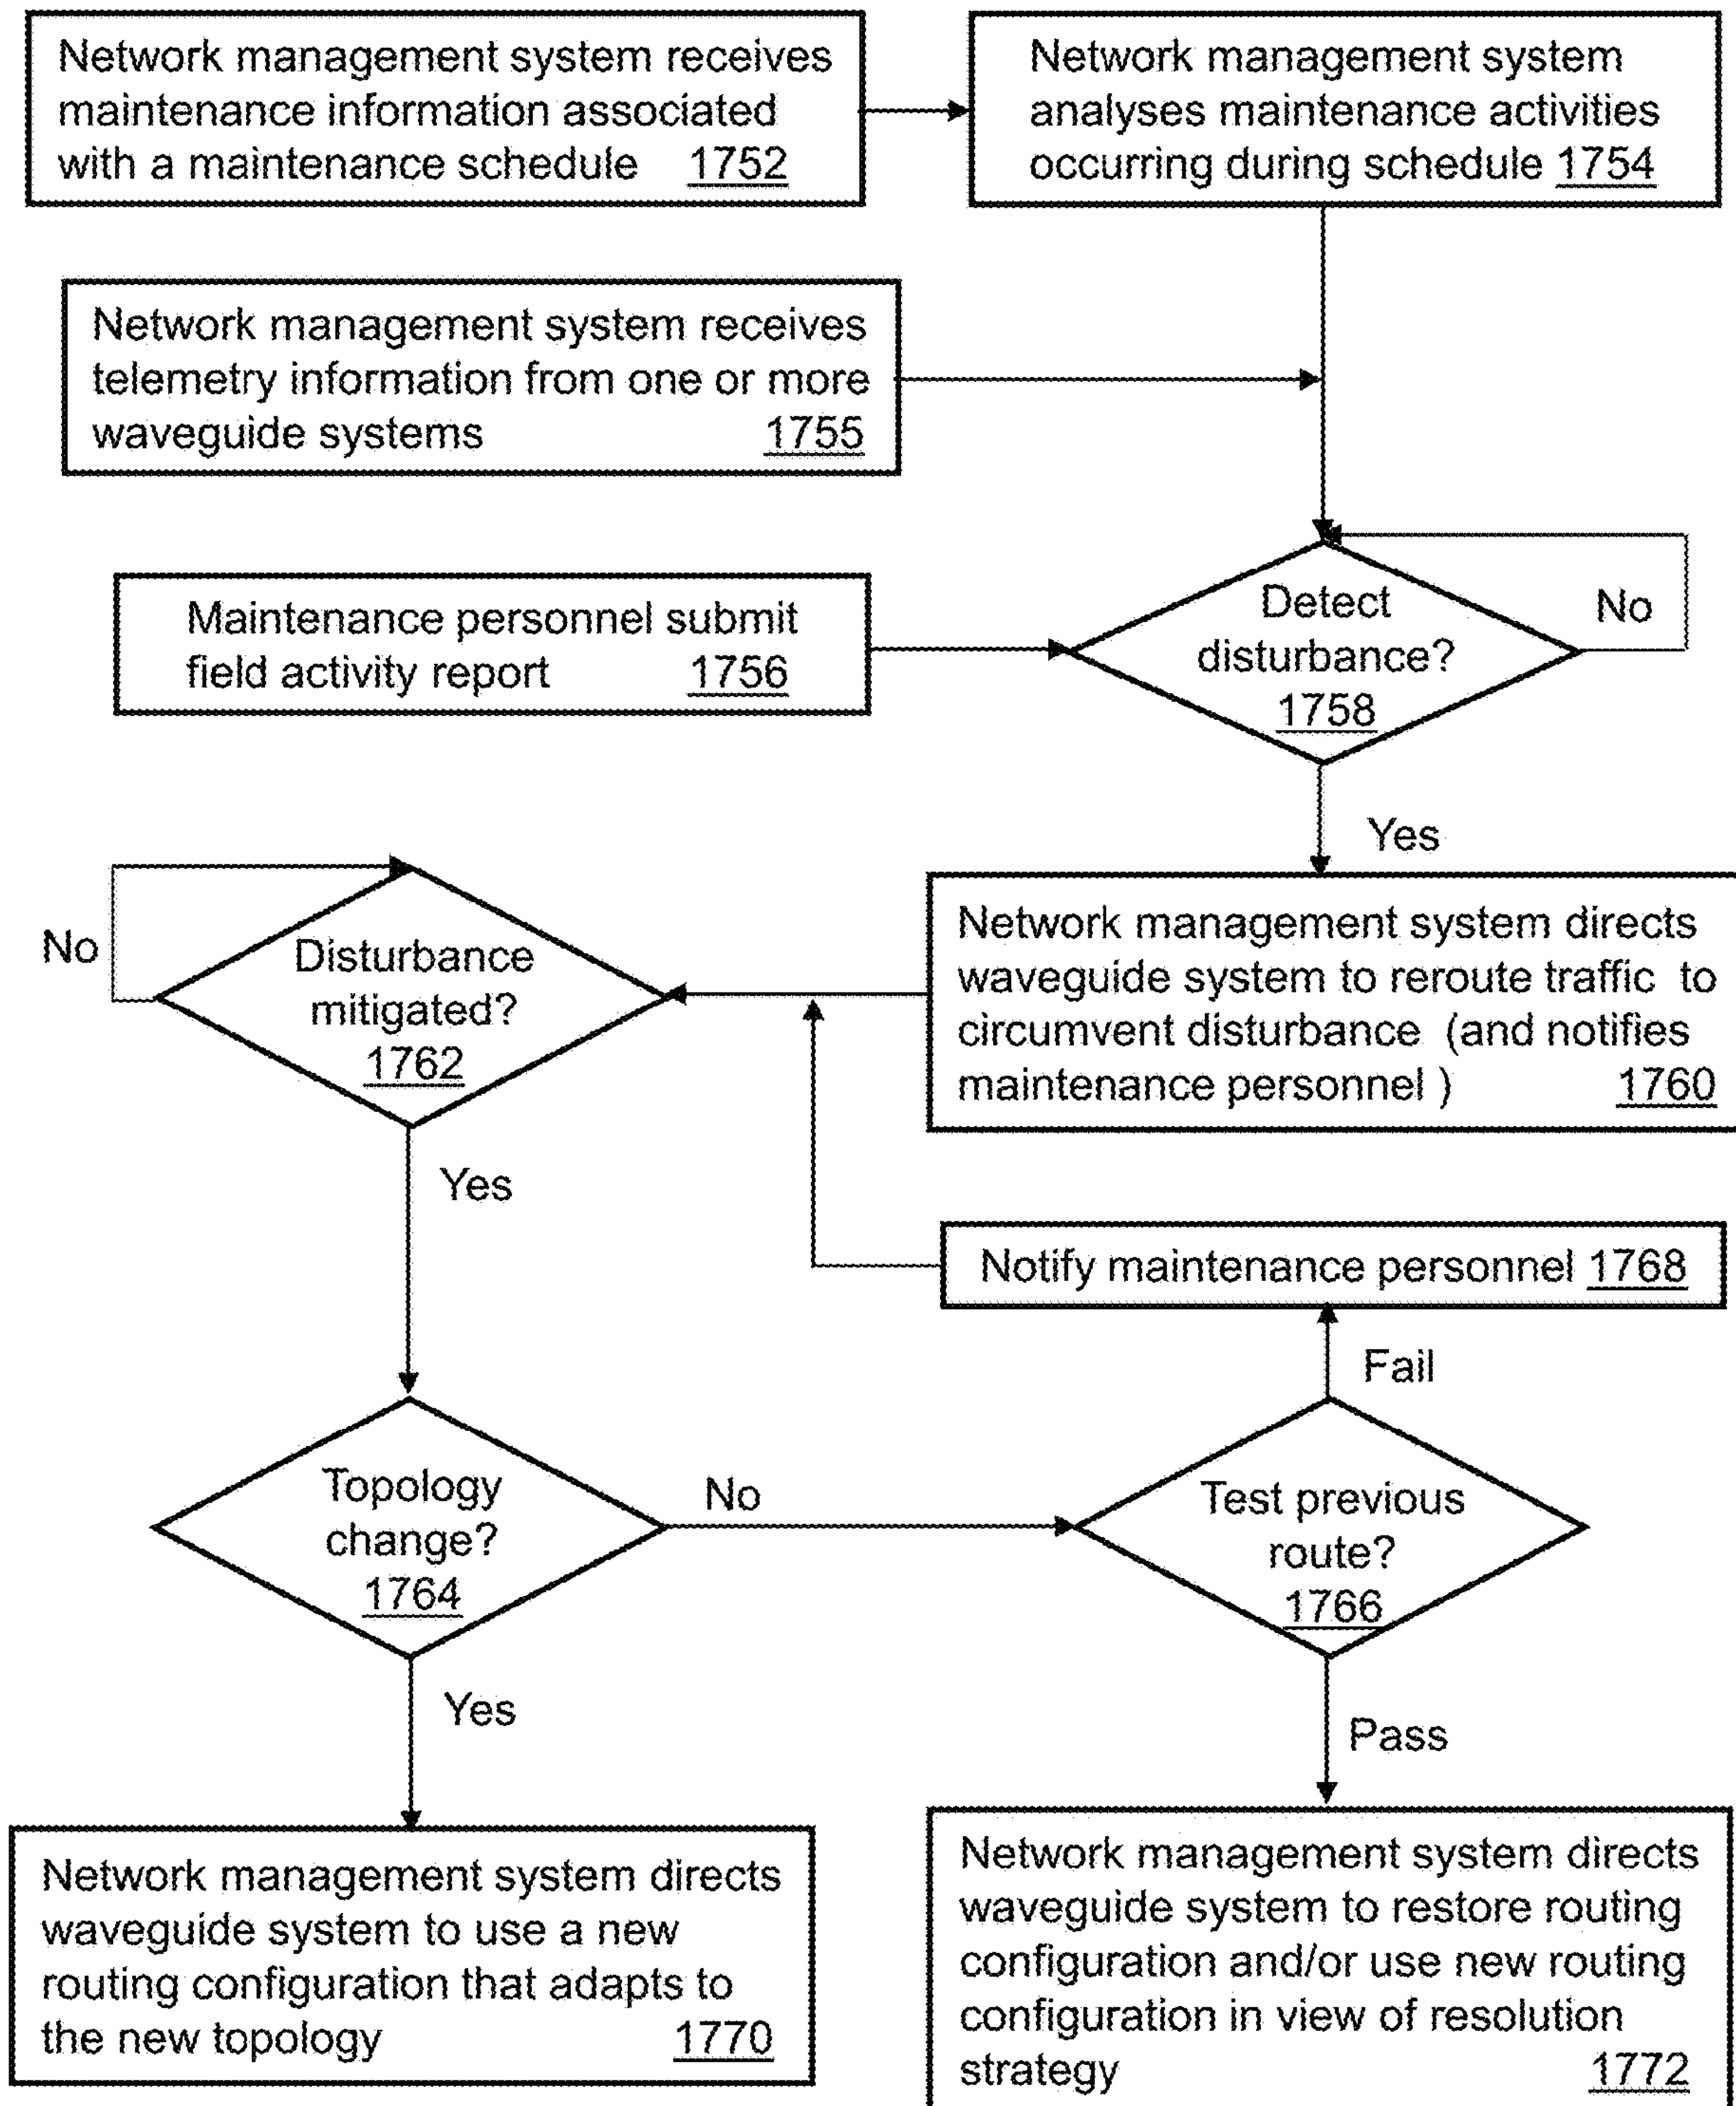 Network management system receives
maintenance information associated
with a maintenance schedule 1752
Network management system
analyses maintenance activities
occurring during schedule 1754
Network management system receives
telemetry information from one or more
waveguide systems 1755
Maintenance personnel submit
field activity report 1756
Detect
disturbance?
1758
No
Yes
Network management system directs
waveguide system to reroute traffic to
circumvent disturbance (and notifies
maintenance personnel ) 1760
No
Disturbance
mitigated?
1762
Yes
Notify maintenance personnel 1768
Fail
Topology
change?
1764
No
Test previous
route?
1766
Yes
Pass
Network management system directs
waveguide system to use a new
routing configuration that adapts to
the new topology 1770
Network management system directs
waveguide system to restore routing
configuration and/or use new routing
configuration in view of resolution
strategy 1772